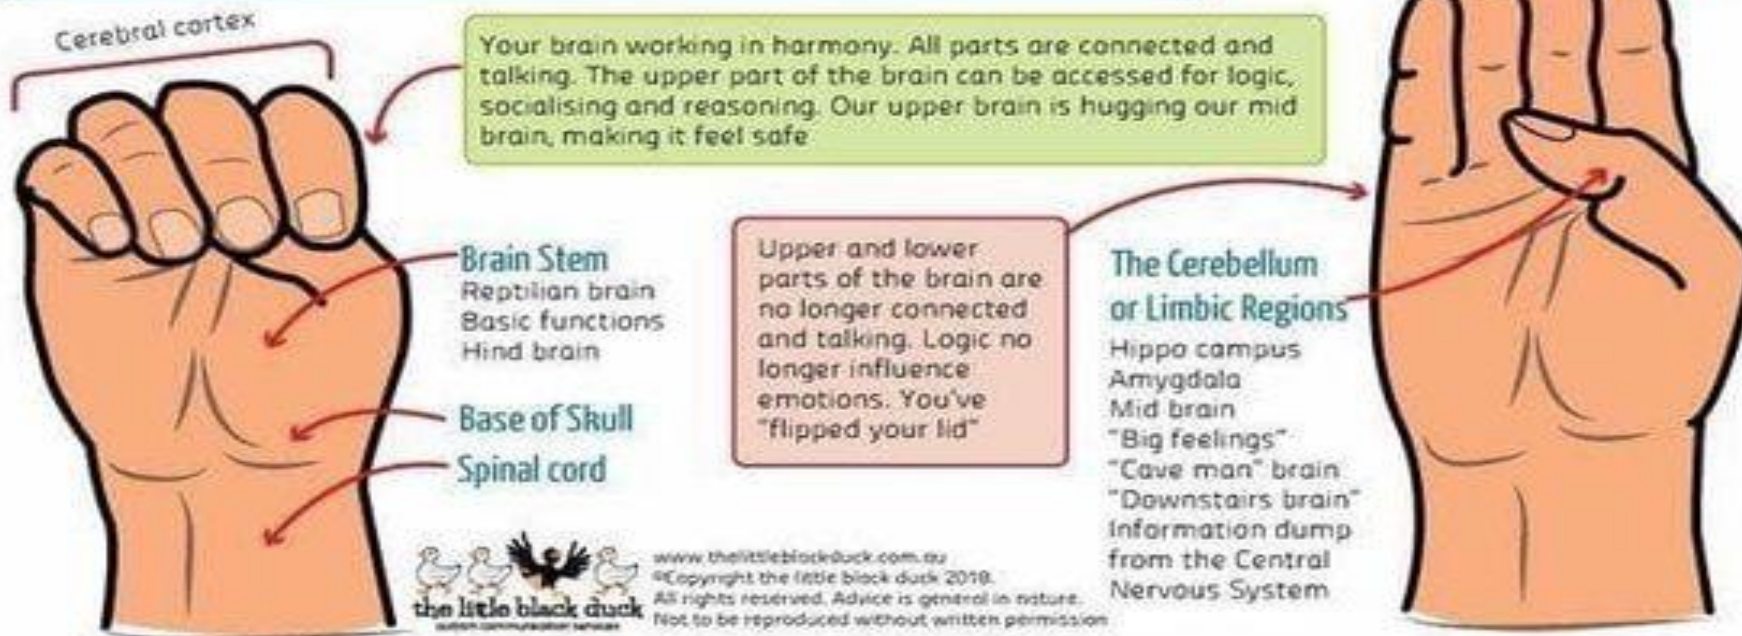 Cerebral cortex
Your brain working in harmony. All parts are connected and
talking. The upper part of the brain can be accessed for logic,
socialising and reasoning. Our upper brain is hugging our mid
brain, making it feel safe
Brain Stem
Reptilian brain
Basic functions
Hind brain
Base of Skull
Spinal cord
Upper and lower
parts of the brain are
no longer connected
and talking. Logic no
longer influence
emotions. You've
"flipped your lid"
The Cerebellum
or Limbic Regions
Hippo campus
Amygdala
Mid brain
"Big feelings"
"Cave man" brain
"Downstairs brain"
Information dump
from the Central
Nervous System
the little black duck
autism communication services
www.thelittleblackduck.com.au
©Copyright the little black duck 2018.
All rights reserved. Advice is general in nature.
Not to be reproduced without written permission